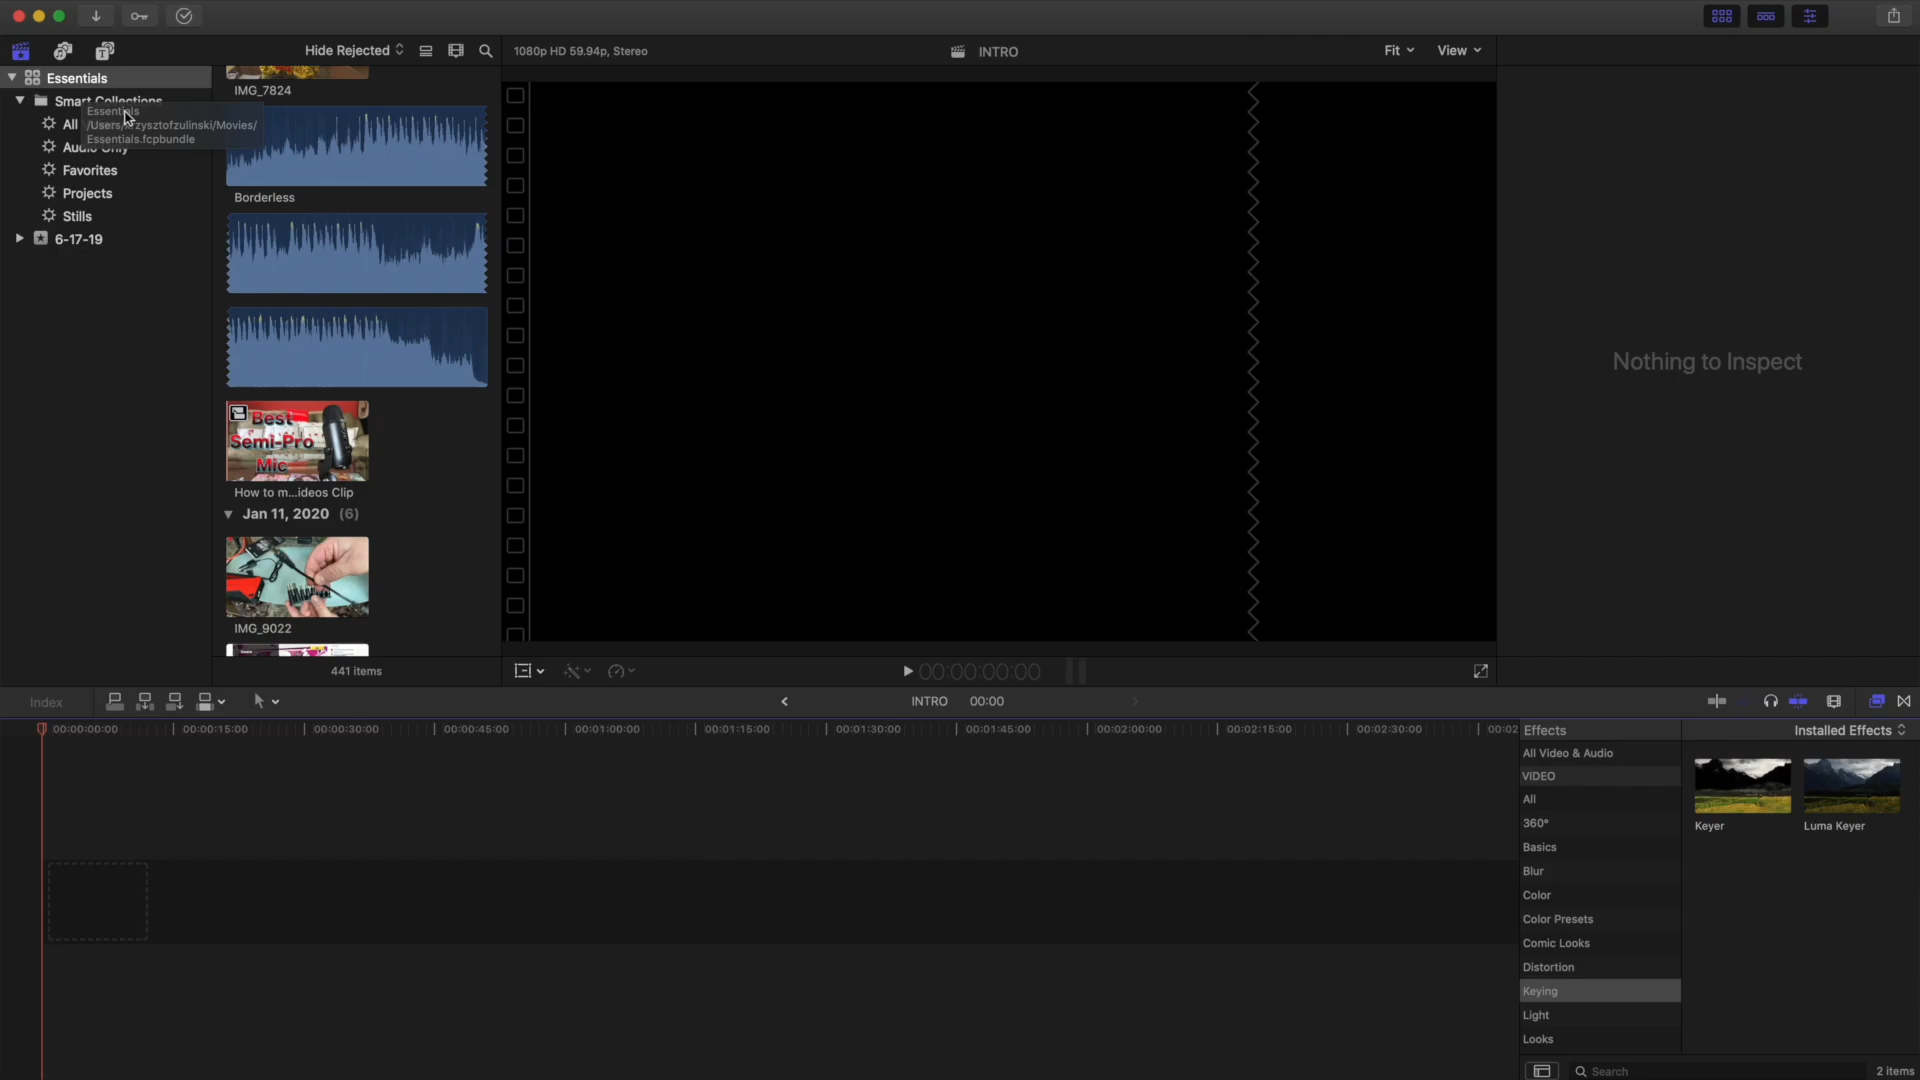 Hide Rejected
1080p HD 59.94p, Stereo
INTRO
Fit
View
Essentials
Smart Collections
Essentials
/Users/krzysztofzulinski/Movies/
Essentials.fcpbundle
All
Audio Only
Favorites
Projects
Stills
6-17-19
IMG_7824
Borderless
Best
Semi-Pro
Mic
How to m...ideos Clip
Jan 11, 2020 (6)
IMG_9022
441 items
Nothing to Inspect
00:00:00:00
Index
INTRO 00:00
00:00:00:00
00:00:15:00
00:00:30:00
00:00:45:00
00:01:00:00
00:01:15:00
00:01:30:00
00:01:45:00
00:02:00:00
00:02:15:00
00:02:30:00
00:02
Effects
Installed Effects
All Video & Audio
VIDEO
All
360°
Basics
Blur
Color
Color Presets
Comic Looks
Distortion
Keying
Light
Looks
Keyer
Luma Keyer
Search
2 items